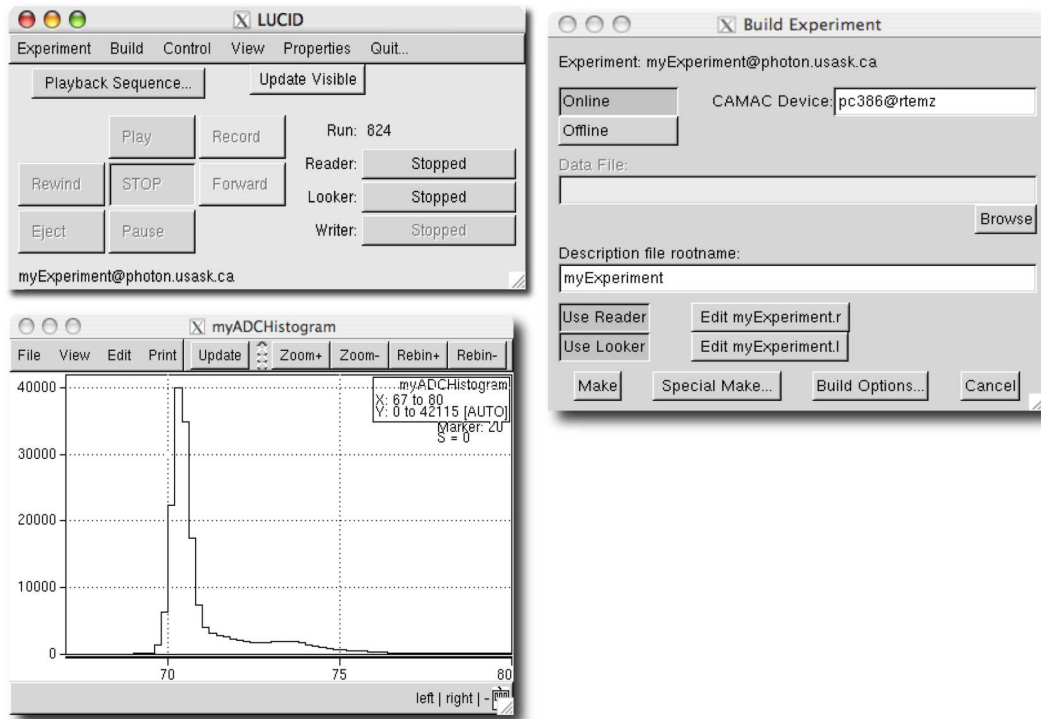 LUCID
Experiment Build Control View Properties Quit...
Playback Sequence... Update Visible
Play Record Run: 824
Reader: Stopped
Rewind STOP Forward
Looker: Stopped
Eject Pause Writer: Stopped
myExperiment@photon.usask.ca
myADCHistogram
File View Edit Print Update Zoom+ Zoom- Rebin+ Rebin-
40000
myADCHistogram
X: 67 to 80
Y: 0 to 42115 [AUTO]
Marker: 20
S = 0
30000
20000
10000
0
70 75 80
left | right | -
Build Experiment
Experiment: myExperiment@photon.usask.ca
Online CAMAC Device: pc386@rtemz
Offline
Data File:
Browse
Description file rootname:
myExperiment
Use Reader Edit myExperiment.r
Use Looker Edit myExperiment.l
Make Special Make... Build Options... Cancel